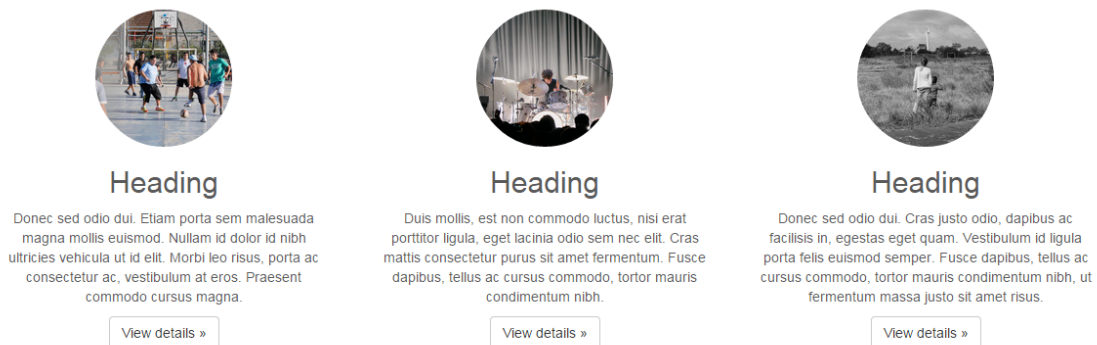 Heading
Donec sed odio dui. Etiam porta sem malesuada
magna mollis euismod. Nullam id dolor id nibh
ultricies vehicula ut id elit. Morbi leo risus, porta ac
consectetur ac, vestibulum at eros. Praesent
commodo cursus magna.
View details »
Heading
Duis mollis, est non commodo luctus, nisi erat
porttitor ligula, eget lacinia odio sem nec elit. Cras
mattis consectetur purus sit amet fermentum. Fusce
dapibus, tellus ac cursus commodo, tortor mauris
condimentum nibh.
View details »
Heading
Donec sed odio dui. Cras justo odio, dapibus ac
facilisis in, egestas eget quam. Vestibulum id ligula
porta felis euismod semper. Fusce dapibus, tellus ac
cursus commodo, tortor mauris condimentum nibh, ut
fermentum massa justo sit amet risus.
View details »